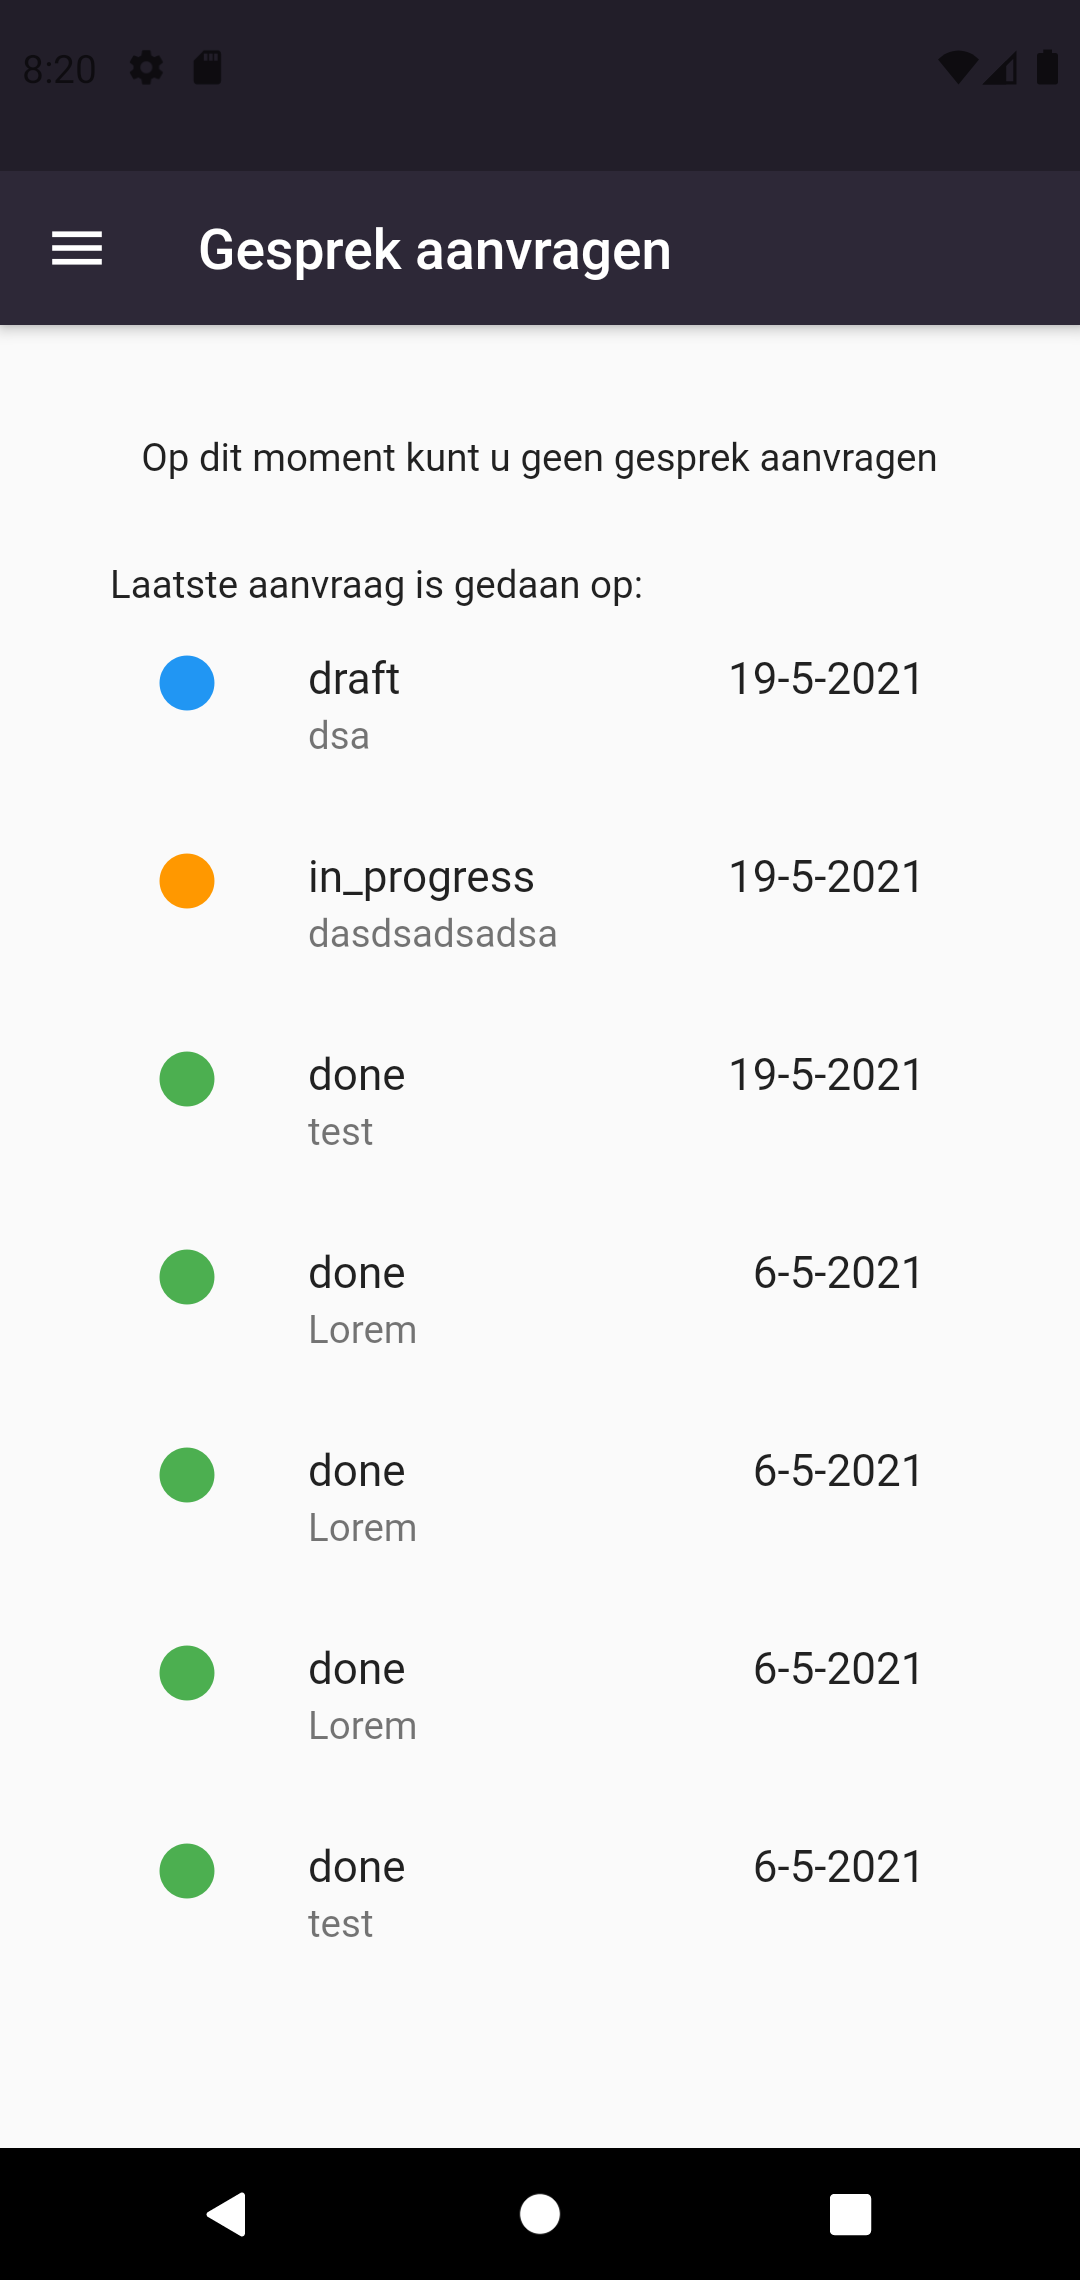 8:20
Gesprek aanvragen
Op dit moment kunt u geen gesprek aanvragen
Laatste aanvraag is gedaan op:
draft 19-5-2021
dsa
in_progress 19-5-2021
dasdsadsadsa
done 19-5-2021
test
done 6-5-2021
Lorem
done 6-5-2021
Lorem
done 6-5-2021
Lorem
done 6-5-2021
test